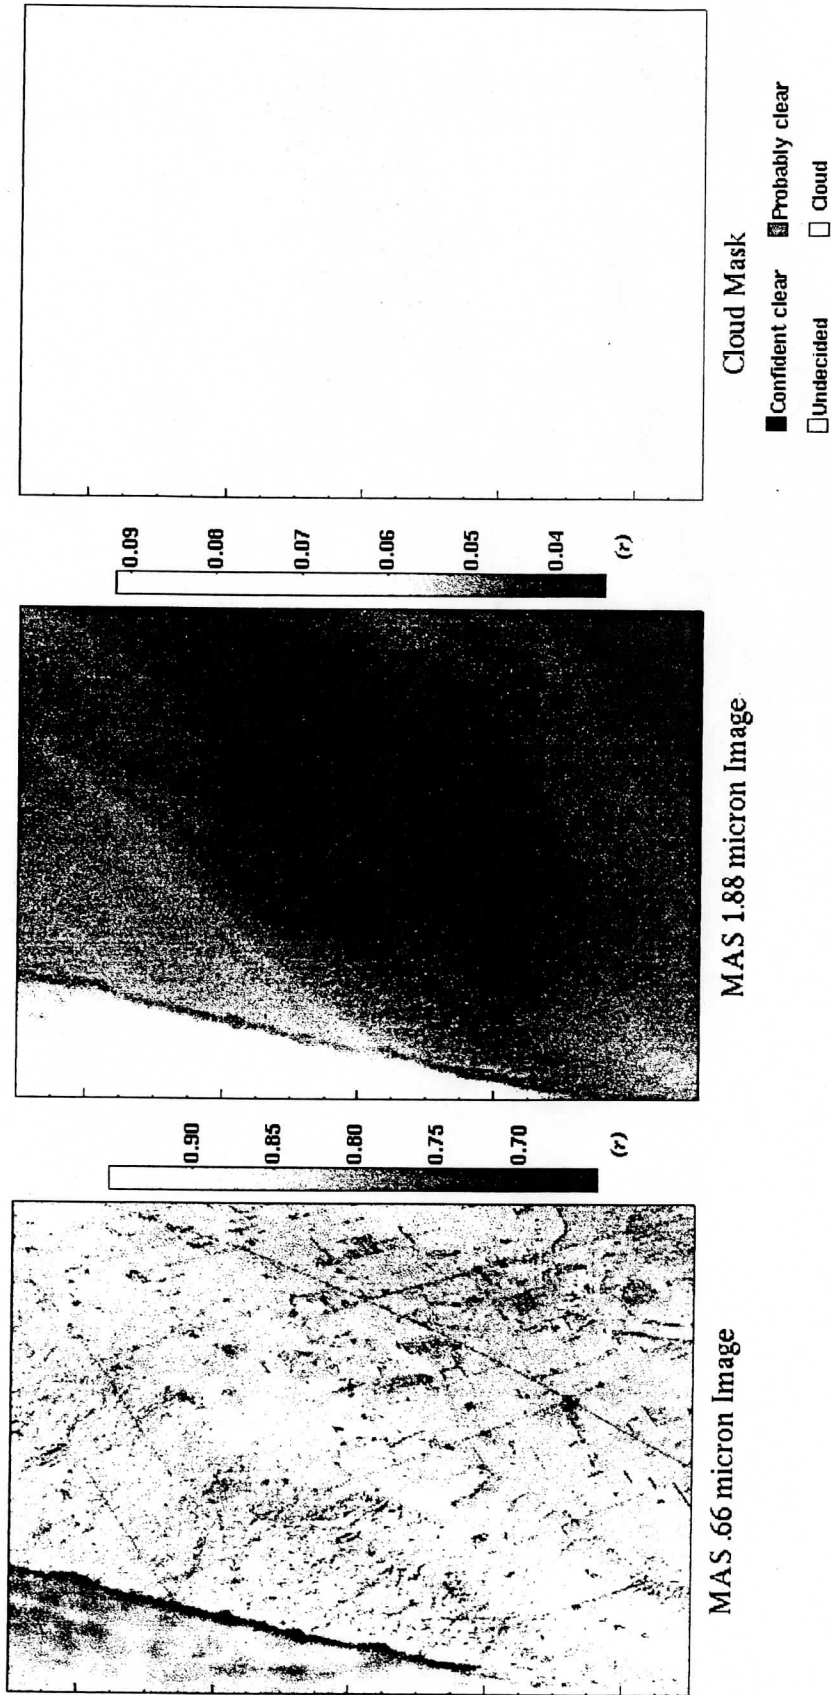 Cloud Mask
Confident clear
Probably clear
Undecided
Cloud
0.09
0.08
0.07
0.06
0.05
0.04
(r)
MAS 1.88 micron Image
0.90
0.85
0.80
0.75
0.70
(r)
MAS .66 micron Image